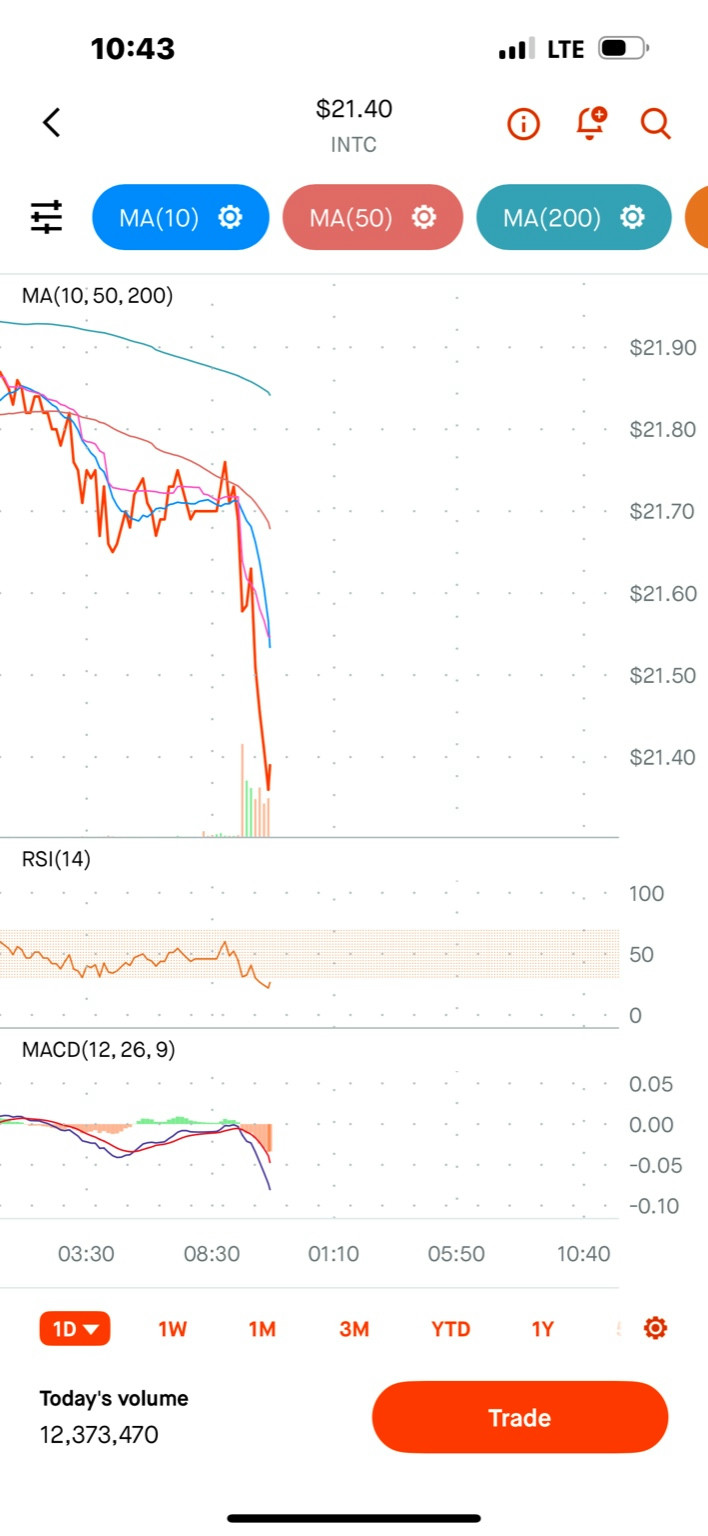 10:43 LTE
$21.40
INTC
MA(10) MA(50) MA(200)
MA(10, 50, 200)
$21.90
$21.80
$21.70
$21.60
$21.50
$21.40
RSI(14)
100
50
0
MACD(12, 26, 9)
0.05
0.00
-0.05
-0.10
03:30 08:30 01:10 05:50 10:40
1D 1W 1M 3M YTD 1Y
Today's volume
12,373,470
Trade